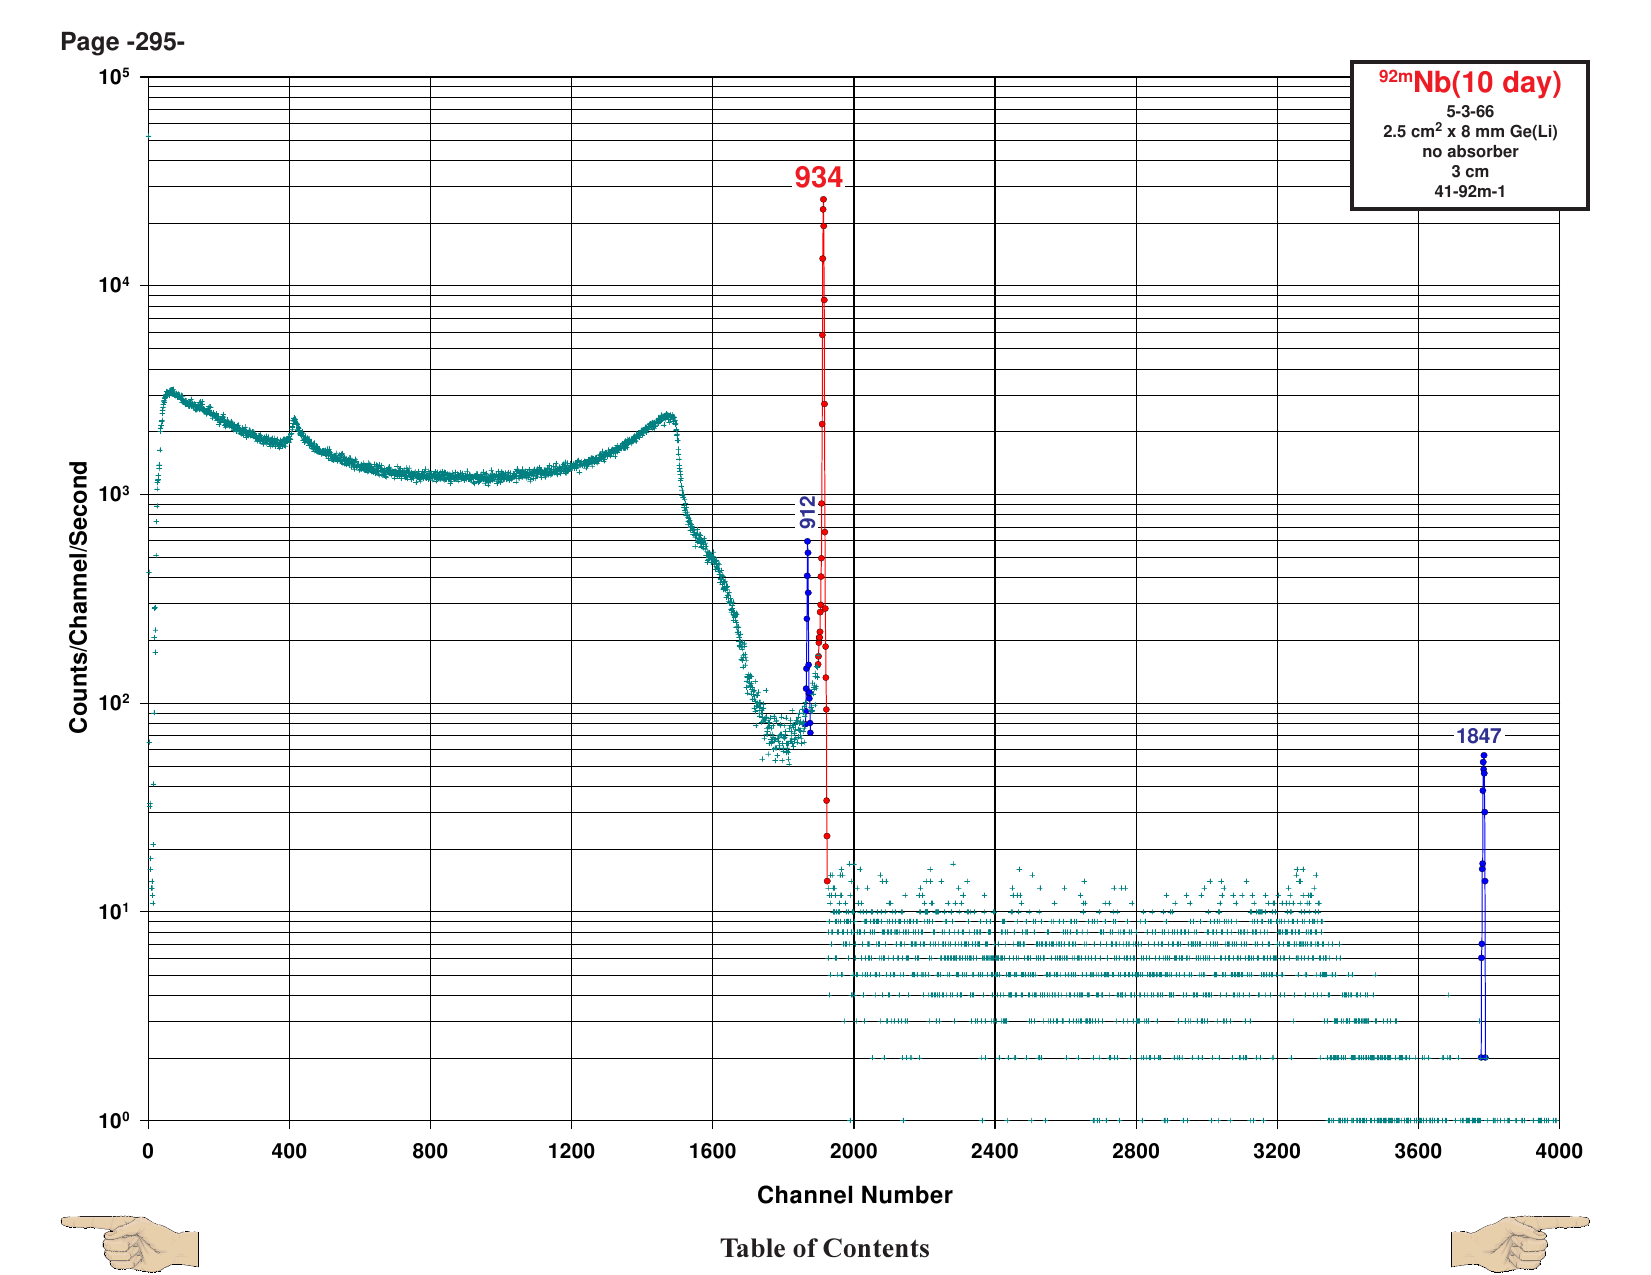 Page -295-
92mNb(10 day)
5-3-66
2.5 cm2 x 8 mm Ge(Li)
no absorber
3 cm
41-92m-1
934
912
1847
Counts/Channel/Second
10^5
10^4
10^3
10^2
10^1
10^0
0 400 800 1200 1600 2000 2400 2800 3200 3600 4000
Channel Number
Table of Contents